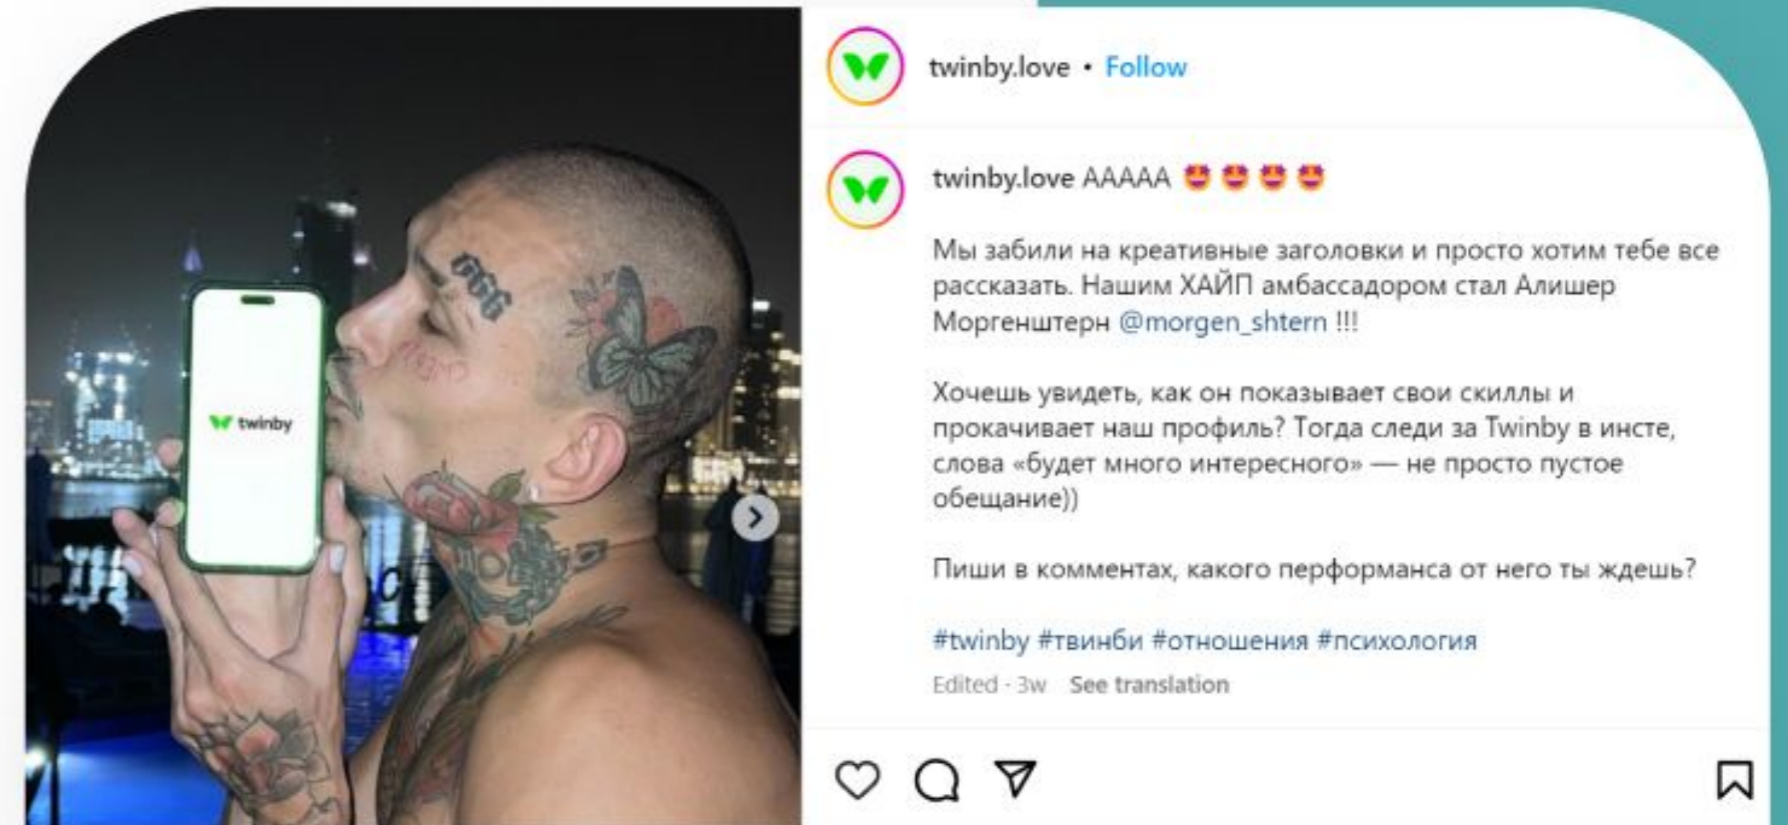 666
twinby
twinby.love • Follow
twinby.love ААААА 🤩 🤩 🤩 🤩
Мы забили на креативные заголовки и просто хотим тебе все
рассказать. Нашим ХАЙП амбассадором стал Алишер
Моргенштерн @morgen_shtern !!!
Хочешь увидеть, как он показывает свои скиллы и
прокачивает наш профиль? Тогда следи за Twinby в инсте,
слова «будет много интересного» — не просто пустое
обещание))
Пиши в комментах, какого перформанса от него ты ждешь?
#twinby #твинби #отношения #психология
Edited · 3w See translation